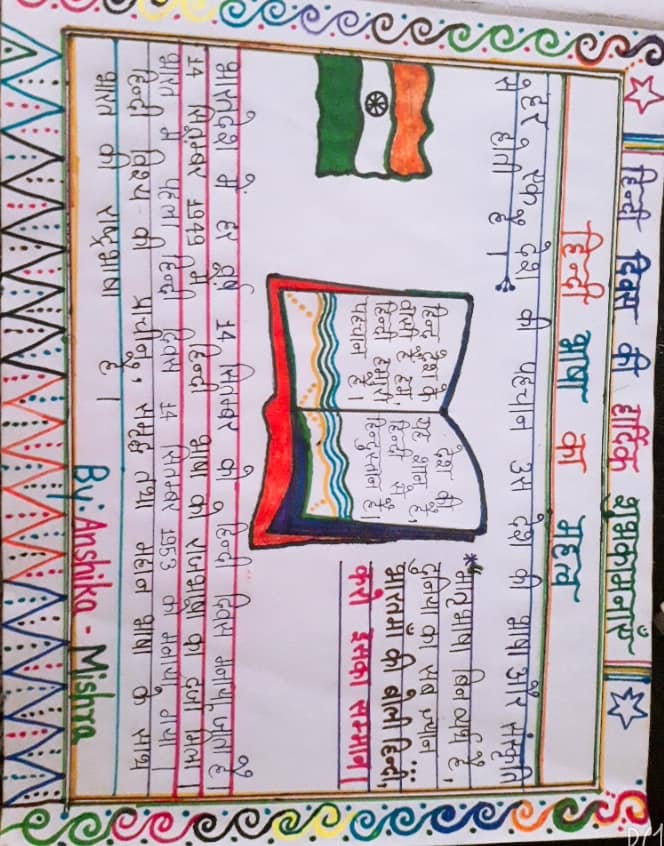 हिन्दी दिवस की हार्दिक शुभकामनाएँ
हिन्दी भाषा का महत्व
हर एक देश की पहचान उस देश की भाषा और संस्कृति
से होती है।
हिन्द देश के
वासी है हम,
हिन्दी हमारी
पहचान है।
देश की
यह शान है,
हिन्दी से
हिन्दुस्तान है।
मातृभाषा बिन व्यर्थ है,
दुनिया का सब ज्ञान
भारतमाँ की बोली हिन्दी,
करो इसका सम्मान।
भारत देश में हर वर्ष 14 सितम्बर को हिन्दी दिवस मनाया जाता है।
14 सितम्बर 1949 में हिन्दी भाषा को राजभाषा का दर्जा मिला।
भारत में पहला हिन्दी दिवस 14 सितम्बर 1953 को मनाया गया।
हिन्दी विश्व की प्राचीन, समृद्ध तथा महान भाषा के साथ
भारत की राष्ट्रभाषा है।
By: Anshika - Mishra